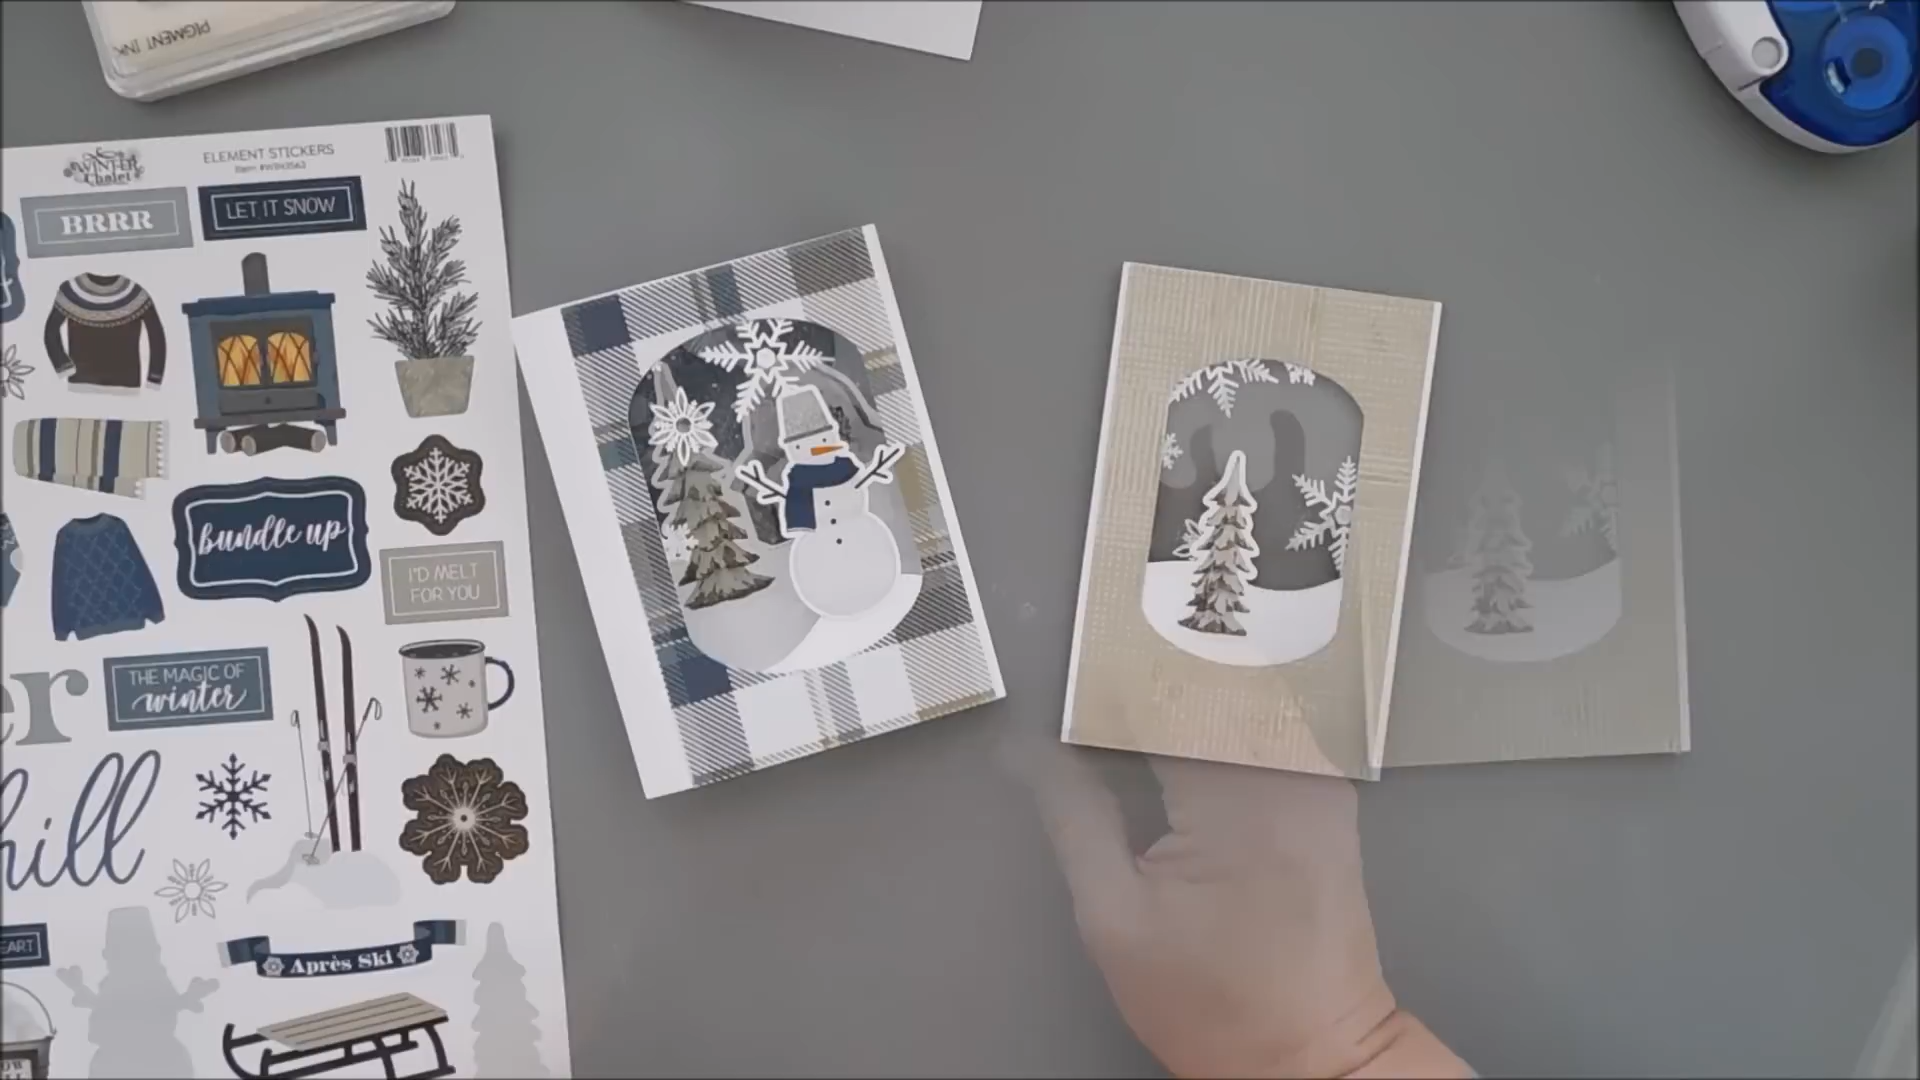 PIGMENT INK
WINTER
Chalet
ELEMENT STICKERS
BRRR
LET IT SNOW
bundle up
I'D MELT
FOR YOU
THE MAGIC OF
winter
er
hill
EART
Après Ski